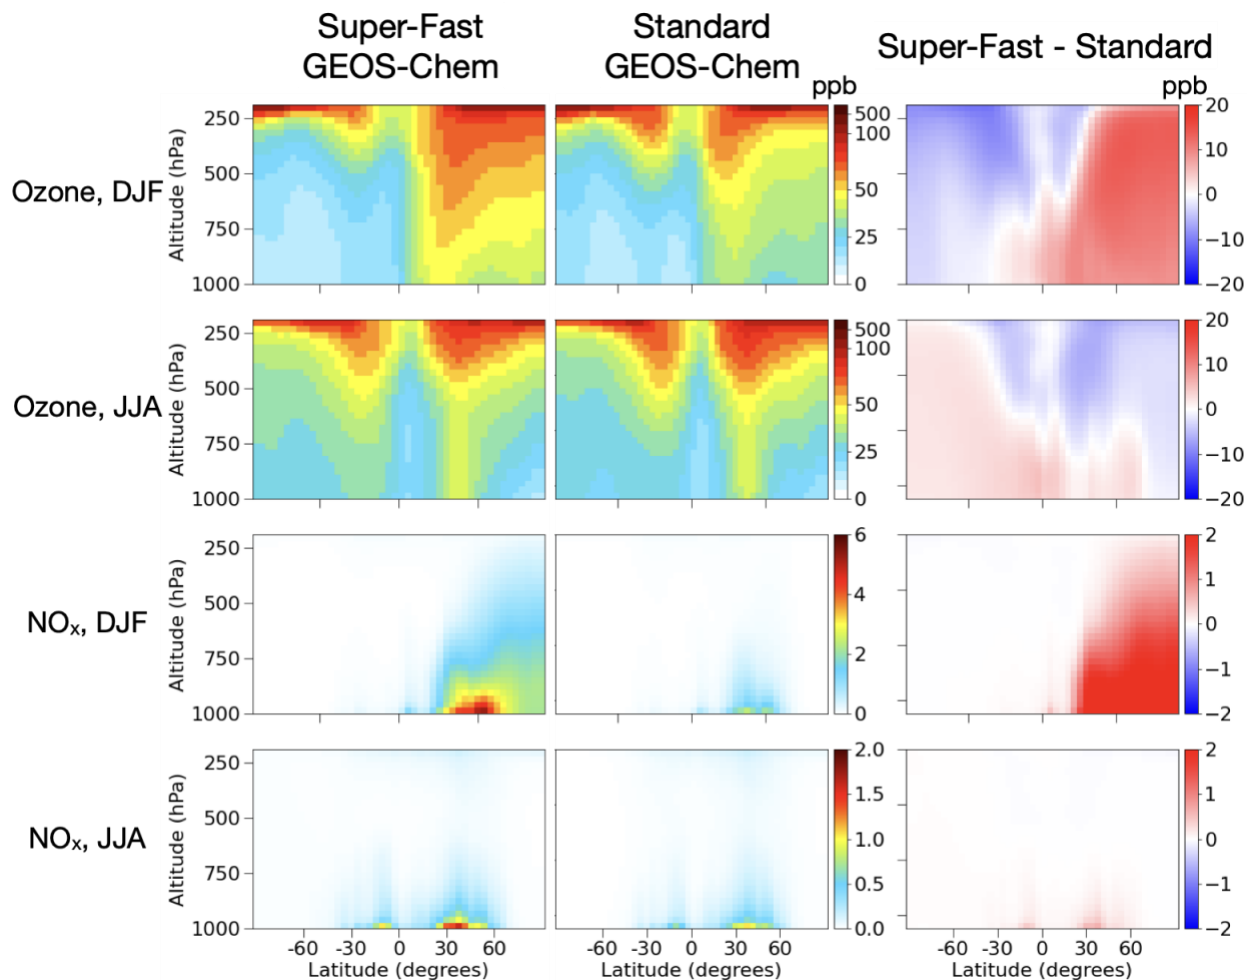 Super-Fast
GEOS-Chem
Standard
GEOS-Chem
Super-Fast - Standard
ppb
ppb
Ozone, DJF
Altitude (hPa)
250
500
750
1000
500
100
50
25
0
20
10
0
−10
−20
Ozone, JJA
Altitude (hPa)
250
500
750
1000
500
100
50
25
0
20
10
0
−10
−20
NOx, DJF
Altitude (hPa)
250
500
750
1000
6
4
2
0
2
1
0
−1
−2
NOx, JJA
Altitude (hPa)
250
500
750
1000
2.0
1.5
1.0
0.5
0.0
2
1
0
−1
−2
-60 -30 0 30 60
-60 -30 0 30 60
-60 -30 0 30 60
Latitude (degrees)
Latitude (degrees)
Latitude (degrees)